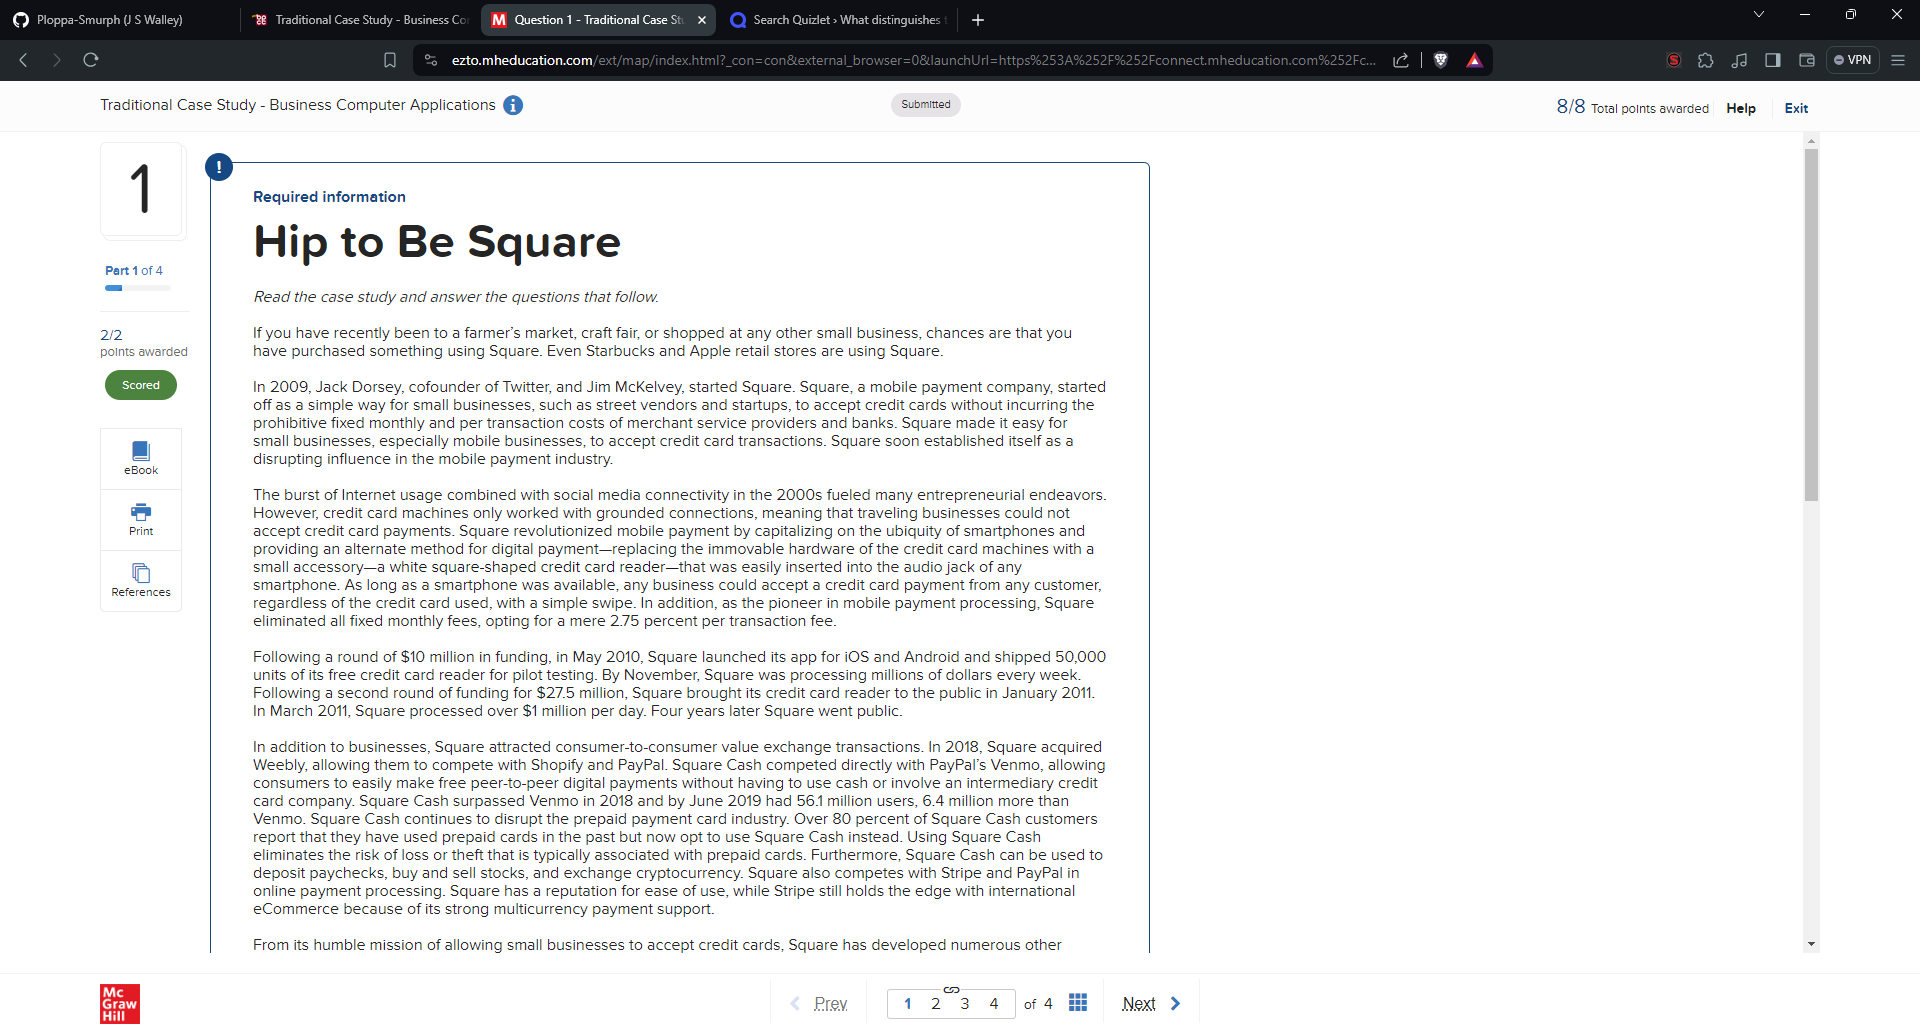 Ploppa-Smurph (J S Walley)
Traditional Case Study - Business Co
Question 1 - Traditional Case St
Search Quizlet › What distinguishes
ezto.mheducation.com/ext/map/index.html?_con=con&external_browser=0&launchUrl=https%253A%252F%252Fconnect.mheducation.com%252Fc...
VPN
Traditional Case Study - Business Computer Applications
Submitted
8/8 Total points awarded
Help
Exit
1
Part 1 of 4
2/2
points awarded
Scored
eBook
Print
References
!
Required information
Hip to Be Square
Read the case study and answer the questions that follow.
If you have recently been to a farmer's market, craft fair, or shopped at any other small business, chances are that you
have purchased something using Square. Even Starbucks and Apple retail stores are using Square.
In 2009, Jack Dorsey, cofounder of Twitter, and Jim McKelvey, started Square. Square, a mobile payment company, started
off as a simple way for small businesses, such as street vendors and startups, to accept credit cards without incurring the
prohibitive fixed monthly and per transaction costs of merchant service providers and banks. Square made it easy for
small businesses, especially mobile businesses, to accept credit card transactions. Square soon established itself as a
disrupting influence in the mobile payment industry.
The burst of Internet usage combined with social media connectivity in the 2000s fueled many entrepreneurial endeavors.
However, credit card machines only worked with grounded connections, meaning that traveling businesses could not
accept credit card payments. Square revolutionized mobile payment by capitalizing on the ubiquity of smartphones and
providing an alternate method for digital payment—replacing the immovable hardware of the credit card machines with a
small accessory—a white square-shaped credit card reader—that was easily inserted into the audio jack of any
smartphone. As long as a smartphone was available, any business could accept a credit card payment from any customer,
regardless of the credit card used, with a simple swipe. In addition, as the pioneer in mobile payment processing, Square
eliminated all fixed monthly fees, opting for a mere 2.75 percent per transaction fee.
Following a round of $10 million in funding, in May 2010, Square launched its app for iOS and Android and shipped 50,000
units of its free credit card reader for pilot testing. By November, Square was processing millions of dollars every week.
Following a second round of funding for $27.5 million, Square brought its credit card reader to the public in January 2011.
In March 2011, Square processed over $1 million per day. Four years later Square went public.
In addition to businesses, Square attracted consumer-to-consumer value exchange transactions. In 2018, Square acquired
Weebly, allowing them to compete with Shopify and PayPal. Square Cash competed directly with PayPal's Venmo, allowing
consumers to easily make free peer-to-peer digital payments without having to use cash or involve an intermediary credit
card company. Square Cash surpassed Venmo in 2018 and by June 2019 had 56.1 million users, 6.4 million more than
Venmo. Square Cash continues to disrupt the prepaid payment card industry. Over 80 percent of Square Cash customers
report that they have used prepaid cards in the past but now opt to use Square Cash instead. Using Square Cash
eliminates the risk of loss or theft that is typically associated with prepaid cards. Furthermore, Square Cash can be used to
deposit paychecks, buy and sell stocks, and exchange cryptocurrency. Square also competes with Stripe and PayPal in
online payment processing. Square has a reputation for ease of use, while Stripe still holds the edge with international
eCommerce because of its strong multicurrency payment support.
From its humble mission of allowing small businesses to accept credit cards, Square has developed numerous other
Mc
Graw
Hill
Prev
1 2 3 4 of 4
Next